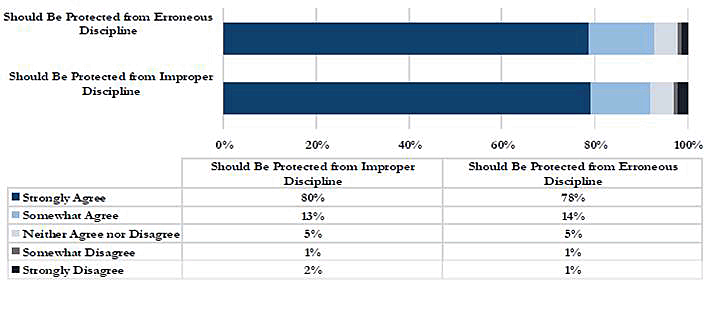 Should Be Protected from Erroneous
Discipline
Should Be Protected from Improper
Discipline
0% 20% 40% 60% 80% 100%
Should Be Protected from Improper
Discipline
Should Be Protected from Erroneous
Discipline
Strongly Agree 80% 78%
Somewhat Agree 13% 14%
Neither Agree nor Disagree 5% 5%
Somewhat Disagree 1% 1%
Strongly Disagree 2% 1%